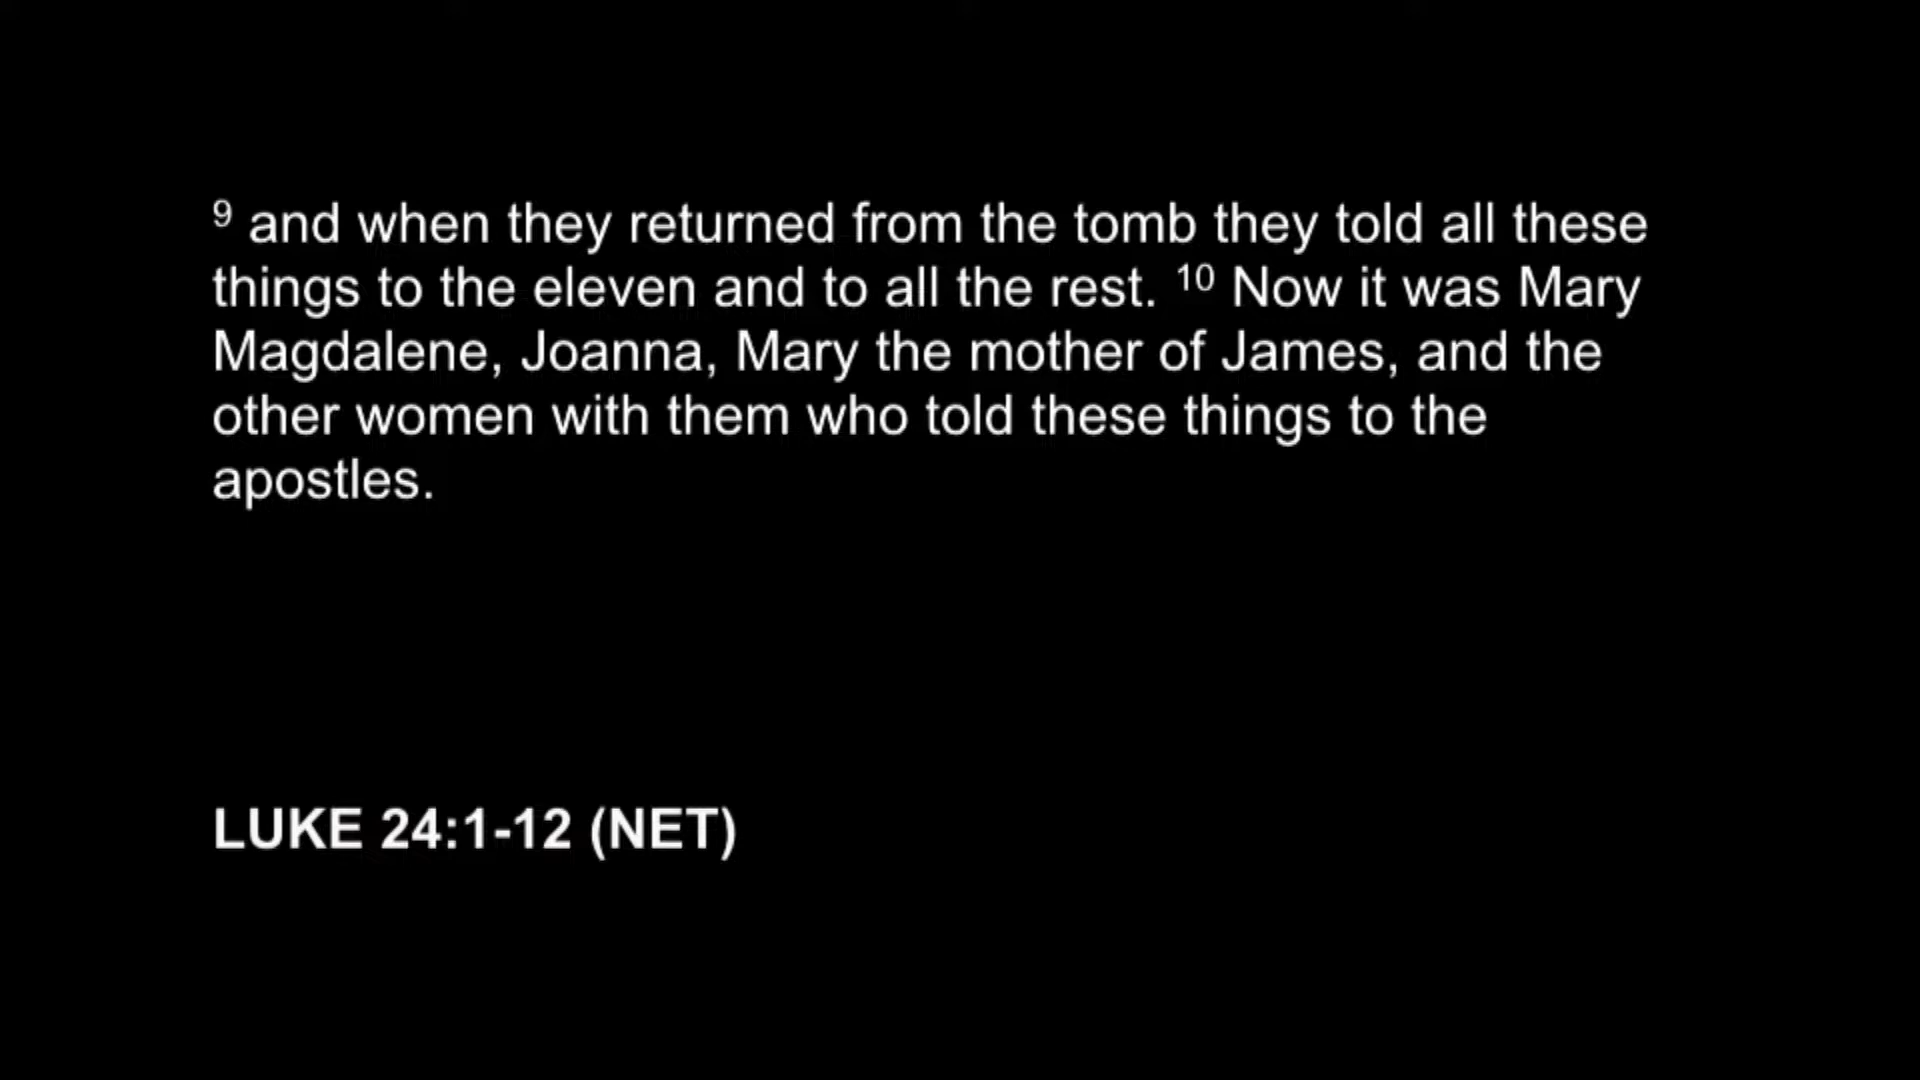 9 and when they returned from the tomb they told all these
things to the eleven and to all the rest. 10 Now it was Mary
Magdalene, Joanna, Mary the mother of James, and the
other women with them who told these things to the
apostles.
LUKE 24:1-12 (NET)